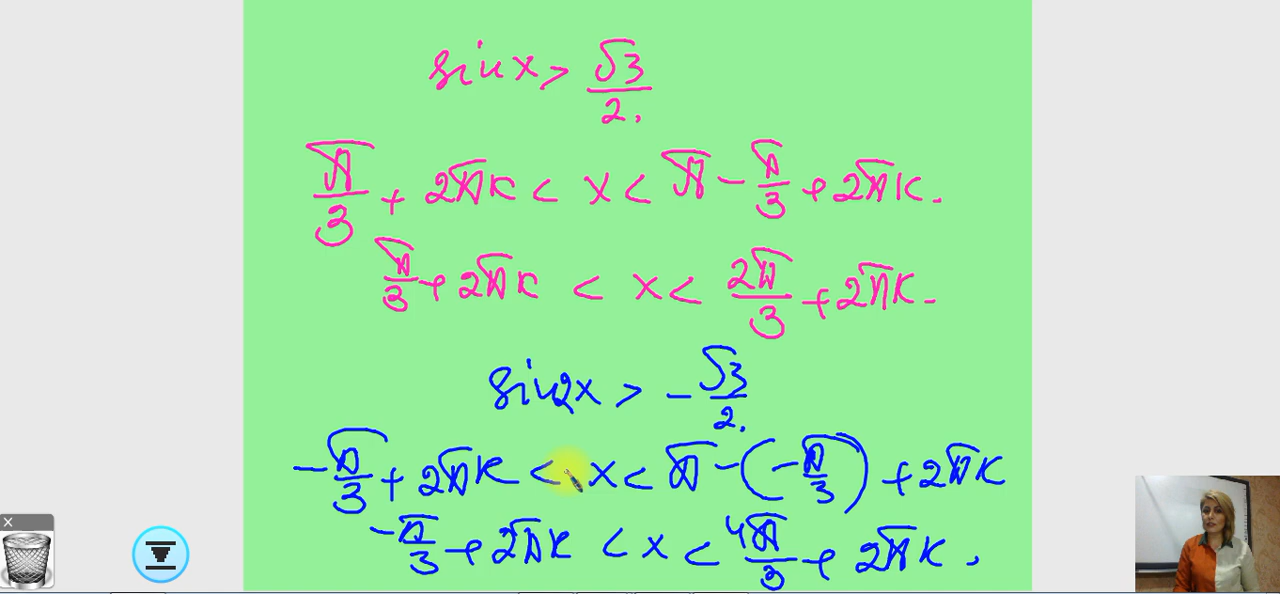 sin x > √3/2.
π/3 + 2πk < x < π - π/3 + 2πk.
π/3 + 2πk < x < 2π/3 + 2πk.
sin 2x > -√3/2.
-π/3 + 2πk < x < π - (-π/3) + 2πk
-π/3 + 2πk < x < 4π/3 + 2πk,